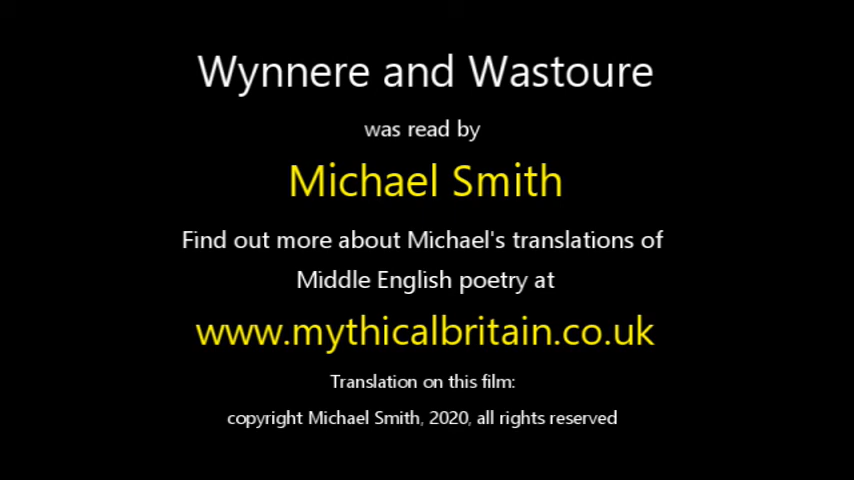 Wynnere and Wastoure
was read by
Michael Smith
Find out more about Michael's translations of
Middle English poetry at
www.mythicalbritain.co.uk
Translation on this film:
copyright Michael Smith, 2020, all rights reserved